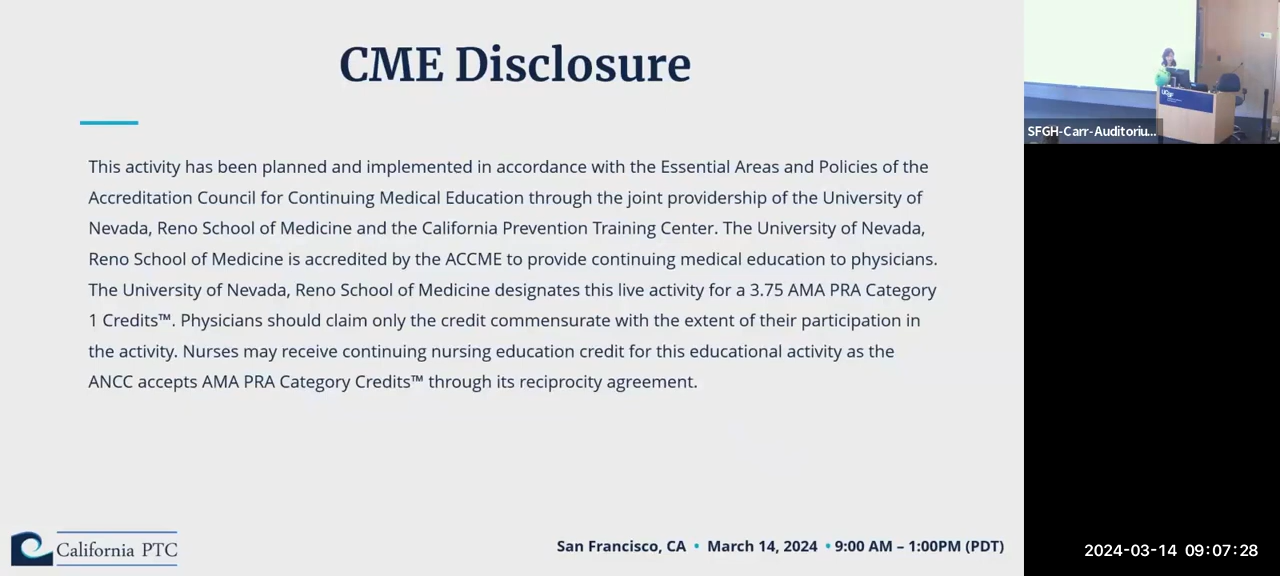 CME Disclosure
This activity has been planned and implemented in accordance with the Essential Areas and Policies of the
Accreditation Council for Continuing Medical Education through the joint providership of the University of
Nevada, Reno School of Medicine and the California Prevention Training Center. The University of Nevada,
Reno School of Medicine is accredited by the ACCME to provide continuing medical education to physicians.
The University of Nevada, Reno School of Medicine designates this live activity for a 3.75 AMA PRA Category
1 Credits™. Physicians should claim only the credit commensurate with the extent of their participation in
the activity. Nurses may receive continuing nursing education credit for this educational activity as the
ANCC accepts AMA PRA Category Credits™ through its reciprocity agreement.
California PTC
San Francisco, CA • March 14, 2024 • 9:00 AM – 1:00PM (PDT)
UCSF
SFGH-Carr-Auditoriu...
2024-03-14 09:07:28